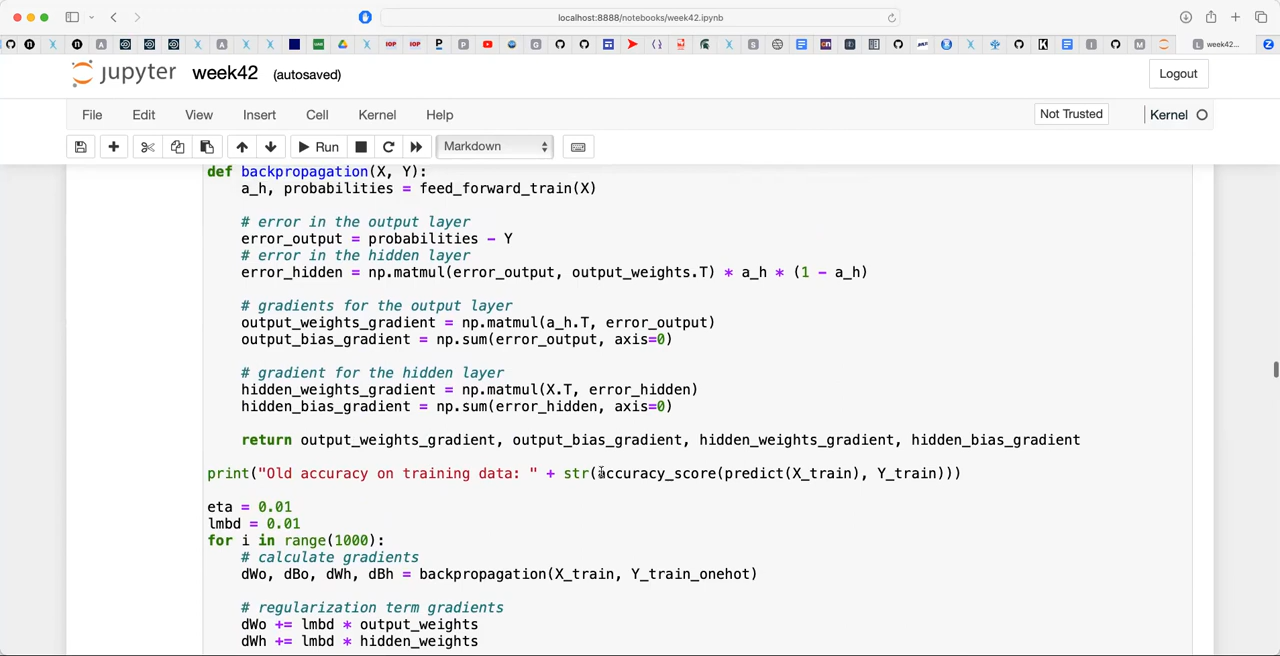 localhost:8888/notebooks/week42.ipynb
week42...
jupyter week42 (autosaved)
Logout
File Edit View Insert Cell Kernel Help
Not Trusted
Kernel
Run
Markdown
def backpropagation(X, Y):
    a_h, probabilities = feed_forward_train(X)
    # error in the output layer
    error_output = probabilities - Y
    # error in the hidden layer
    error_hidden = np.matmul(error_output, output_weights.T) * a_h * (1 - a_h)
    # gradients for the output layer
    output_weights_gradient = np.matmul(a_h.T, error_output)
    output_bias_gradient = np.sum(error_output, axis=0)
    # gradient for the hidden layer
    hidden_weights_gradient = np.matmul(X.T, error_hidden)
    hidden_bias_gradient = np.sum(error_hidden, axis=0)
    return output_weights_gradient, output_bias_gradient, hidden_weights_gradient, hidden_bias_gradient
print("Old accuracy on training data: " + str(accuracy_score(predict(X_train), Y_train)))
eta = 0.01
lmbd = 0.01
for i in range(1000):
    # calculate gradients
    dWo, dBo, dWh, dBh = backpropagation(X_train, Y_train_onehot)
    # regularization term gradients
    dWo += lmbd * output_weights
    dWh += lmbd * hidden_weights